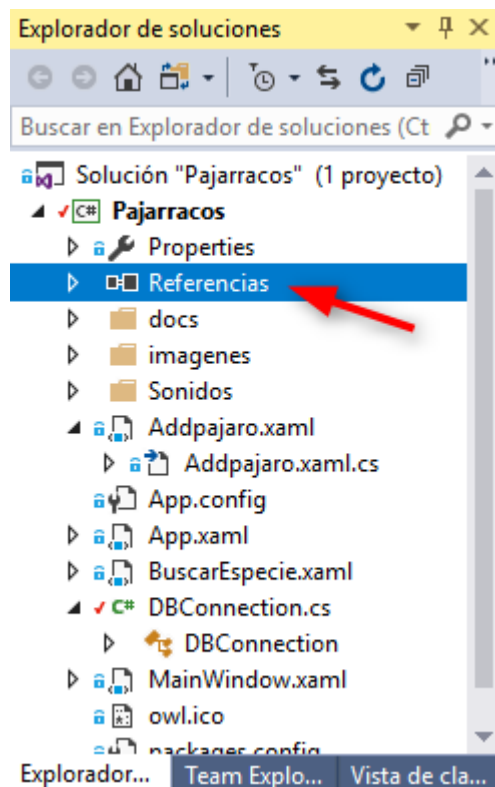 Explorador de soluciones
Buscar en Explorador de soluciones (Ct
Solución "Pajarracos" (1 proyecto)
C# Pajarracos
Properties
Referencias
docs
imagenes
Sonidos
Addpajaro.xaml
Addpajaro.xaml.cs
App.config
App.xaml
BuscarEspecie.xaml
C# DBConnection.cs
DBConnection
MainWindow.xaml
owl.ico
packages.config
Explorador... Team Explo... Vista de cla...